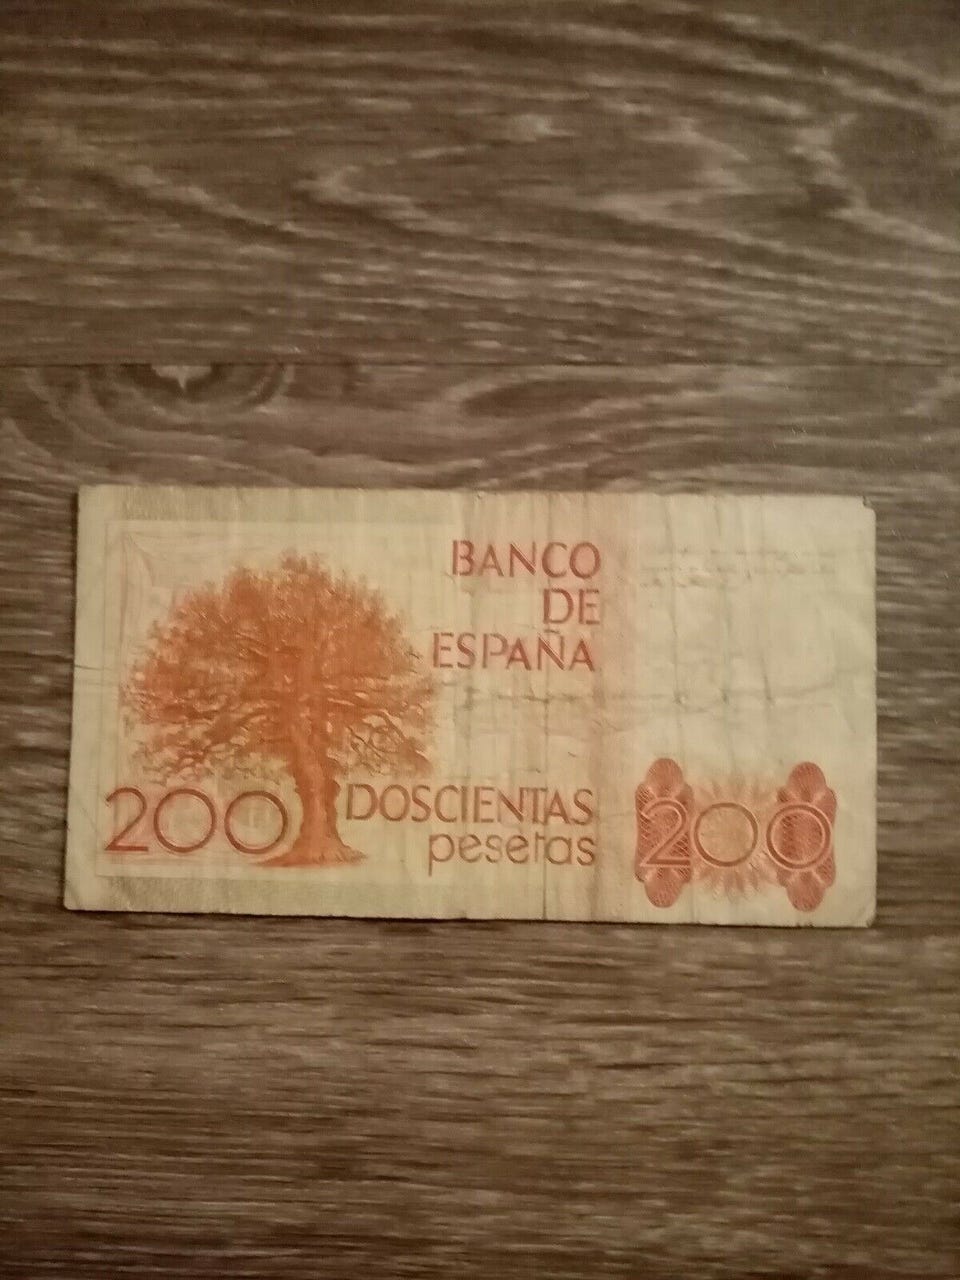 BANCO
DE
ESPAÑA
200
DOSCIENTAS
pesetas
200